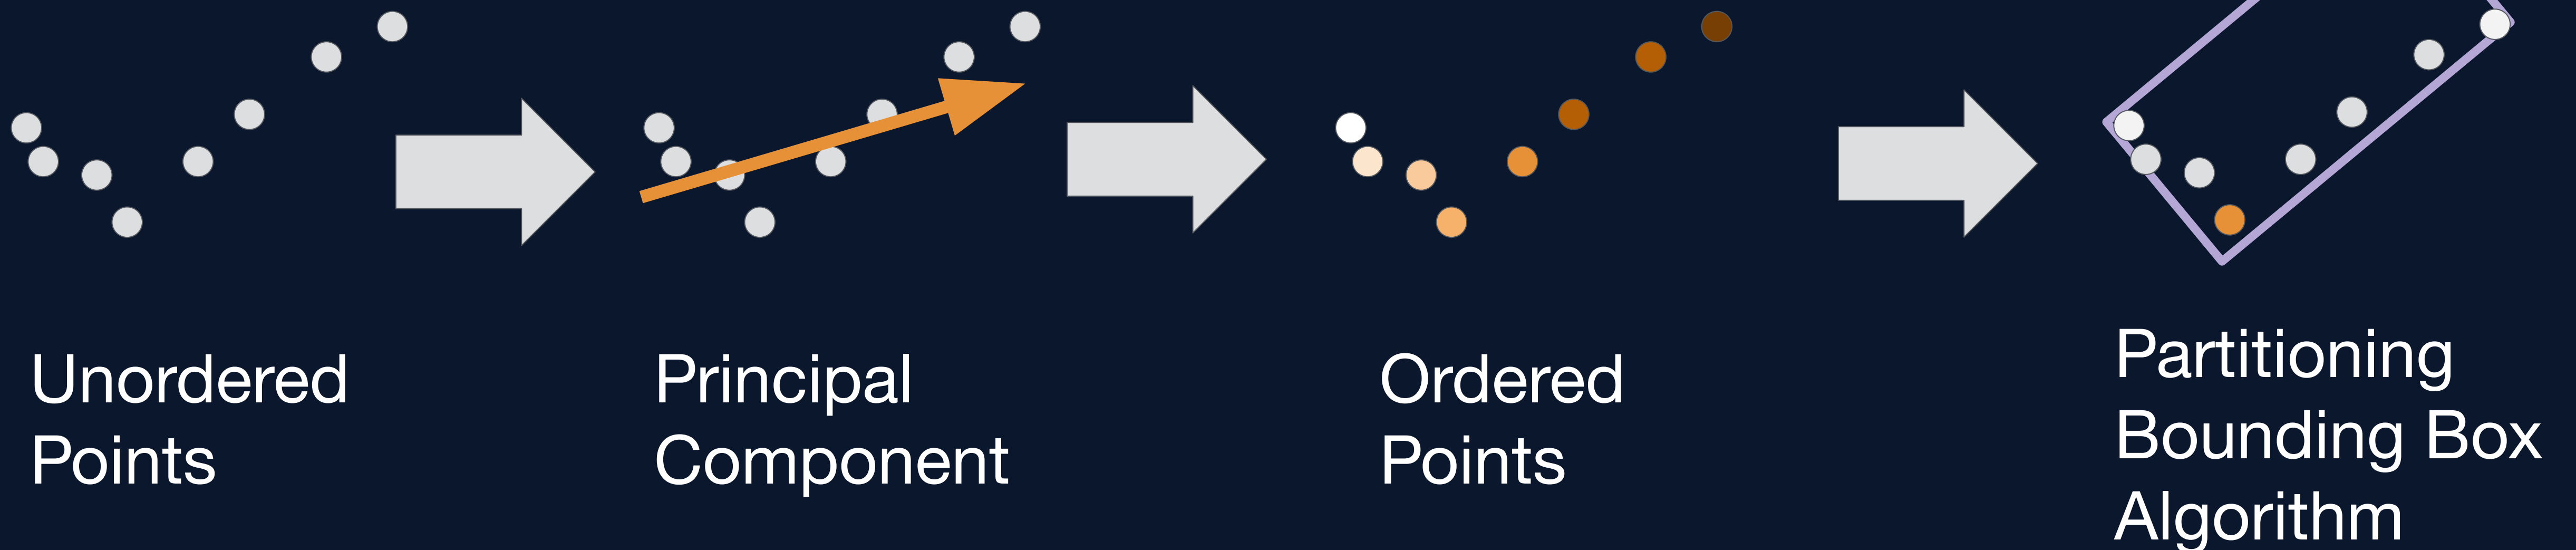 Unordered
Points
Principal
Component
Ordered
Points
Partitioning
Bounding Box
Algorithm